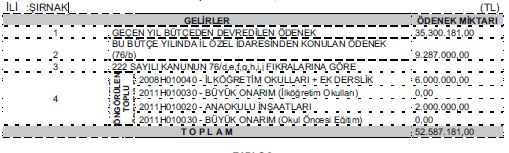 İLİ :ŞIRNAK (TL)
GELİRLER ÖDENEK MİKTARI
1 GEÇEN YIL BÜTÇEDEN DEVREDİLEN ÖDENEK 35.300.181,00
2 BU BÜTÇE YILINDA İL ÖZEL İDARESİNDEN KONULAN ÖDENEK (76/b) 9.287.000,00
3 222 SAYILI KANUNUN 76/d,e,f,g,h,i,j FIKRALARINA GÖRE
4 ÖNGÖRÜLEN TOPLU
2008H010040 - İLKÖĞRETİM OKULLARI + EK DERSLİK 6.000.000,00
2011H010030 - BÜYÜK ONARIM (İlköğretim Okulları) 0,00
2011H010020 - ANAOKULU İNŞAATLARI 2.000.000,00
2011H010030 - BÜYÜK ONARIM (Okul Öncesi Eğitim) 0,00
T O P L A M 52.587.181,00